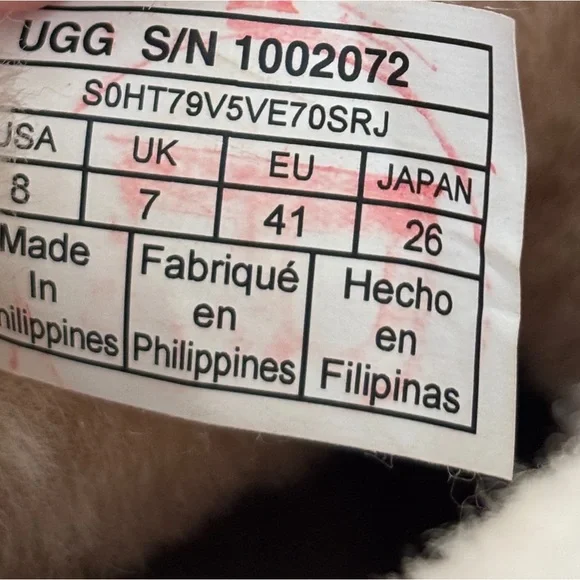 UGG S/N 1002072
S0HT79V5VE70SRJ
USA UK EU JAPAN
8 7 41 26
Made Fabriqué Hecho
In en en
Philippines Philippines Filipinas